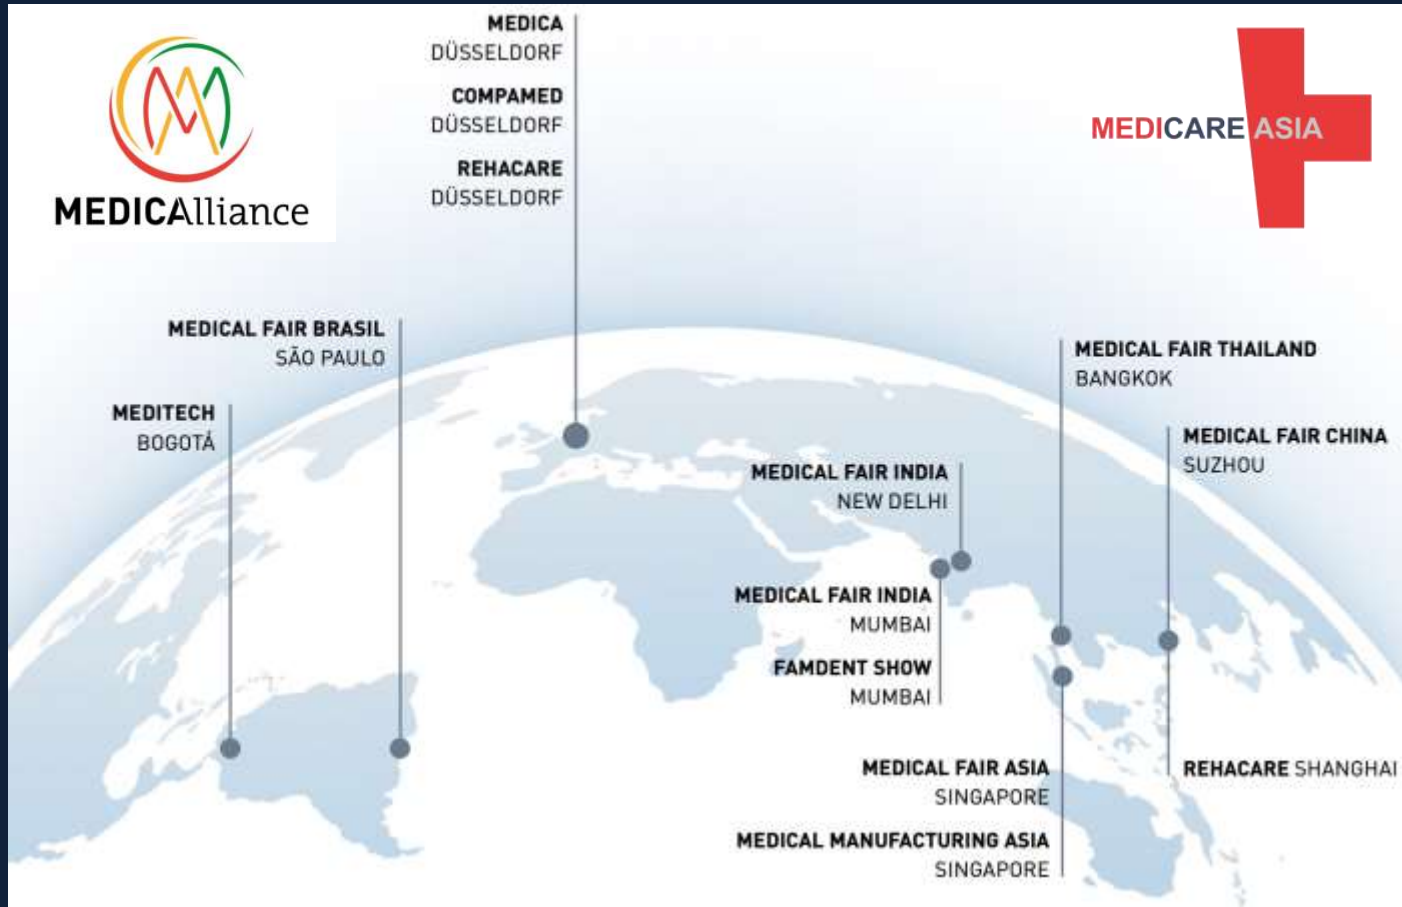 MEDICAlliance
MEDICA
DÜSSELDORF
COMPAMED
DÜSSELDORF
REHACARE
DÜSSELDORF
MEDICARE ASIA
MEDICAL FAIR BRASIL
SÃO PAULO
MEDITECH
BOGOTÁ
MEDICAL FAIR THAILAND
BANGKOK
MEDICAL FAIR CHINA
SUZHOU
MEDICAL FAIR INDIA
NEW DELHI
MEDICAL FAIR INDIA
MUMBAI
FAMDENT SHOW
MUMBAI
MEDICAL FAIR ASIA
SINGAPORE
MEDICAL MANUFACTURING ASIA
SINGAPORE
REHACARE SHANGHAI